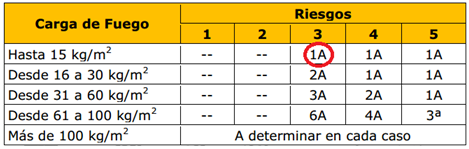 Carga de Fuego Riesgos
1 2 3 4 5
Hasta 15 kg/m² -- -- 1A 1A 1A
Desde 16 a 30 kg/m² -- -- 2A 1A 1A
Desde 31 a 60 kg/m² -- -- 3A 2A 1A
Desde 61 a 100 kg/m² -- -- 6A 4A 3ª
Más de 100 kg/m² A determinar en cada caso